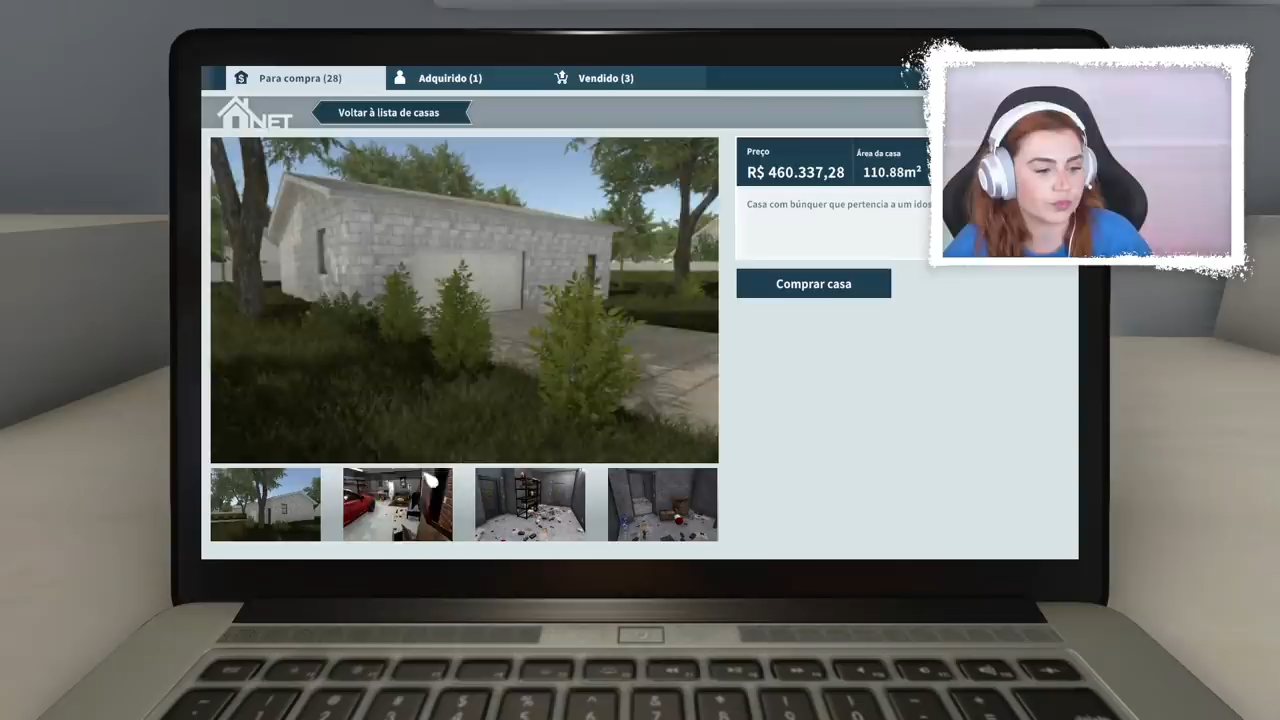 Para compra (28)
Adquirido (1)
Vendido (3)
NET
Voltar à lista de casas
Preço
Área da casa
R$ 460.337,28
110.88m²
Casa com búnquer que pertencia a um
Comprar casa